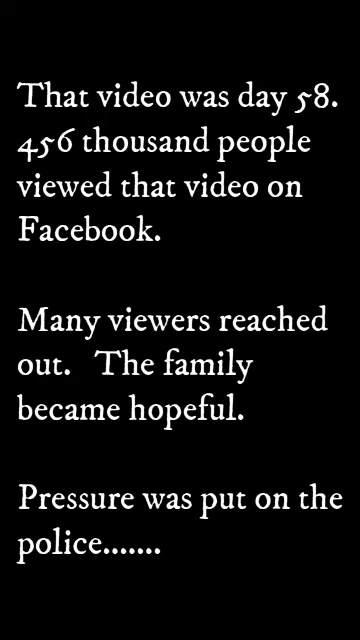 That video was day 58.
456 thousand people
viewed that video on
Facebook.
Many viewers reached
out. The family
became hopeful.
Pressure was put on the
police.......